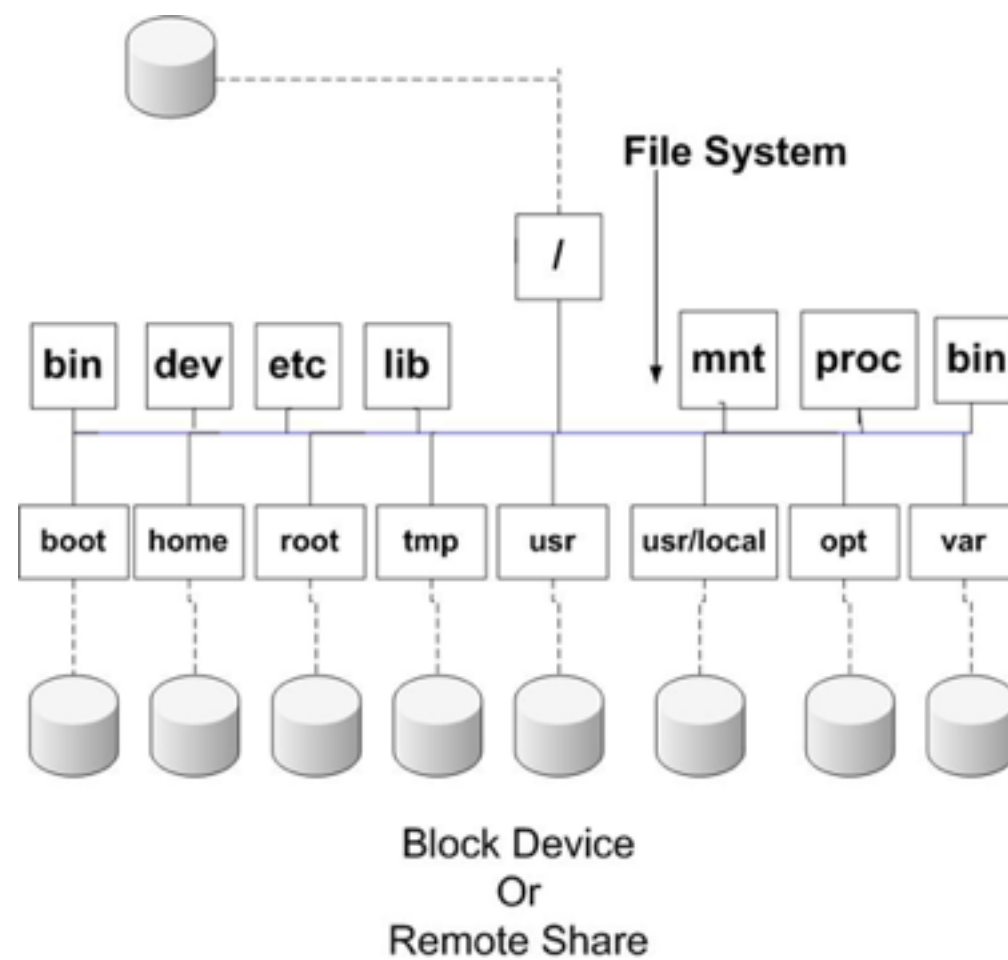 File System
/
bin dev etc lib mnt proc bin
boot home root tmp usr usr/local opt var
Block Device
Or
Remote Share